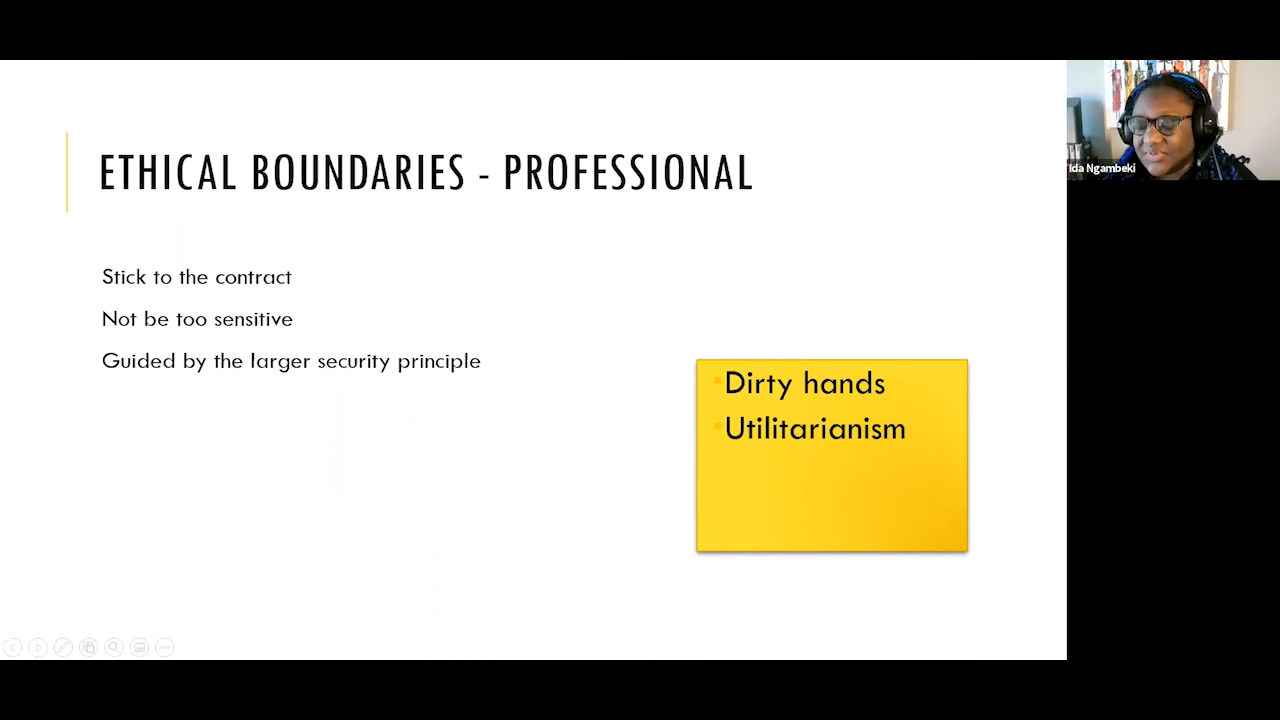 ETHICAL BOUNDARIES - PROFESSIONAL
Stick to the contract
Not be too sensitive
Guided by the larger security principle
Dirty hands
Utilitarianism
Ida Ngambeki